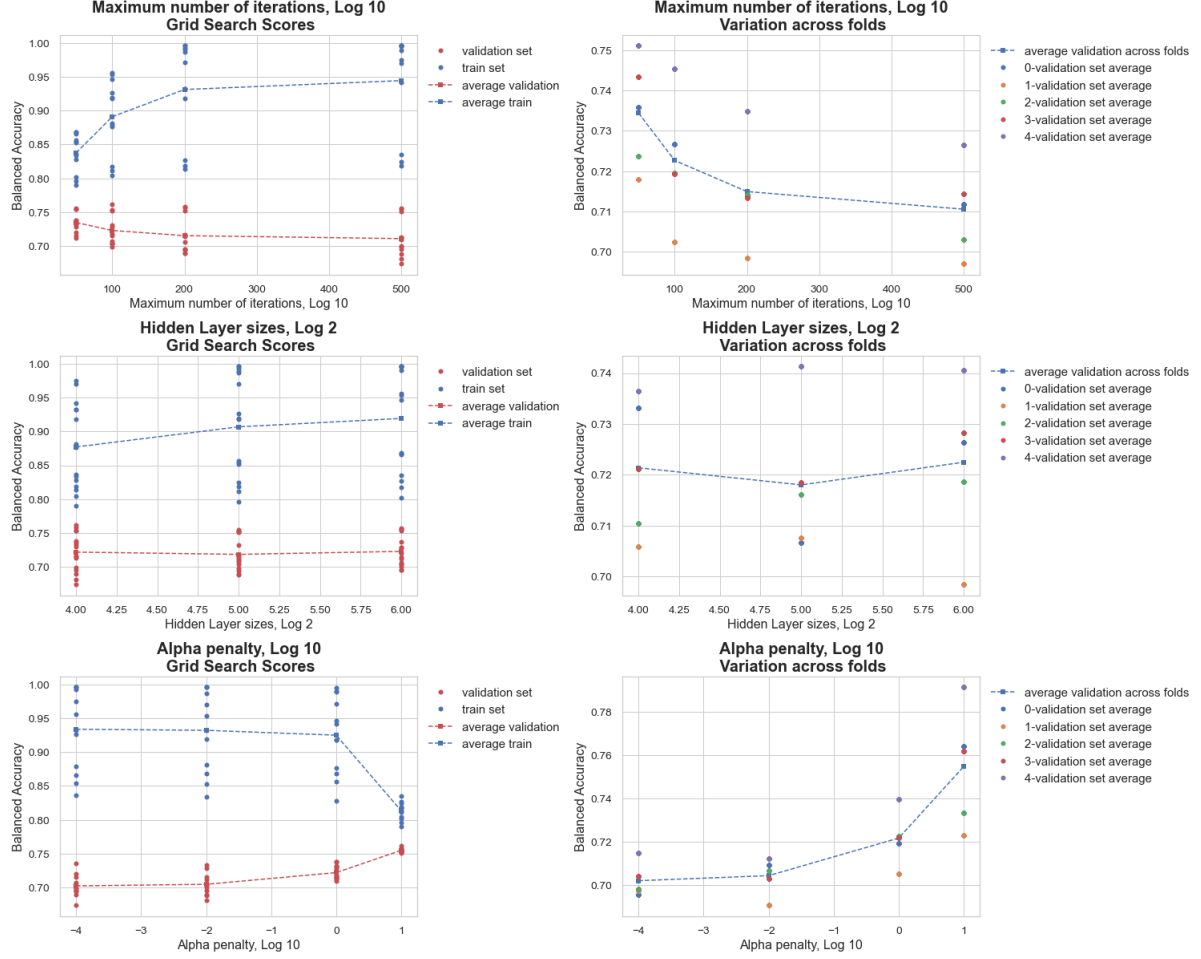 Maximum number of iterations, Log 10
Grid Search Scores
1.00
0.95
0.90
0.85
0.80
0.75
0.70
Balanced Accuracy
100
200
300
400
500
Maximum number of iterations, Log 10
validation set
train set
average validation
average train
Maximum number of iterations, Log 10
Variation across folds
0.75
0.74
0.73
0.72
0.71
0.70
Balanced Accuracy
100
200
300
400
500
Maximum number of iterations, Log 10
average validation across folds
0-validation set average
1-validation set average
2-validation set average
3-validation set average
4-validation set average
Hidden Layer sizes, Log 2
Grid Search Scores
1.00
0.95
0.90
0.85
0.80
0.75
0.70
Balanced Accuracy
4.00
4.25
4.50
4.75
5.00
5.25
5.50
5.75
6.00
Hidden Layer sizes, Log 2
validation set
train set
average validation
average train
Hidden Layer sizes, Log 2
Variation across folds
0.74
0.73
0.72
0.71
0.70
Balanced Accuracy
4.00
4.25
4.50
4.75
5.00
5.25
5.50
5.75
6.00
Hidden Layer sizes, Log 2
average validation across folds
0-validation set average
1-validation set average
2-validation set average
3-validation set average
4-validation set average
Alpha penalty, Log 10
Grid Search Scores
1.00
0.95
0.90
0.85
0.80
0.75
0.70
Balanced Accuracy
−4
−3
−2
−1
0
1
Alpha penalty, Log 10
validation set
train set
average validation
average train
Alpha penalty, Log 10
Variation across folds
0.78
0.76
0.74
0.72
0.70
Balanced Accuracy
−4
−3
−2
−1
0
1
Alpha penalty, Log 10
average validation across folds
0-validation set average
1-validation set average
2-validation set average
3-validation set average
4-validation set average